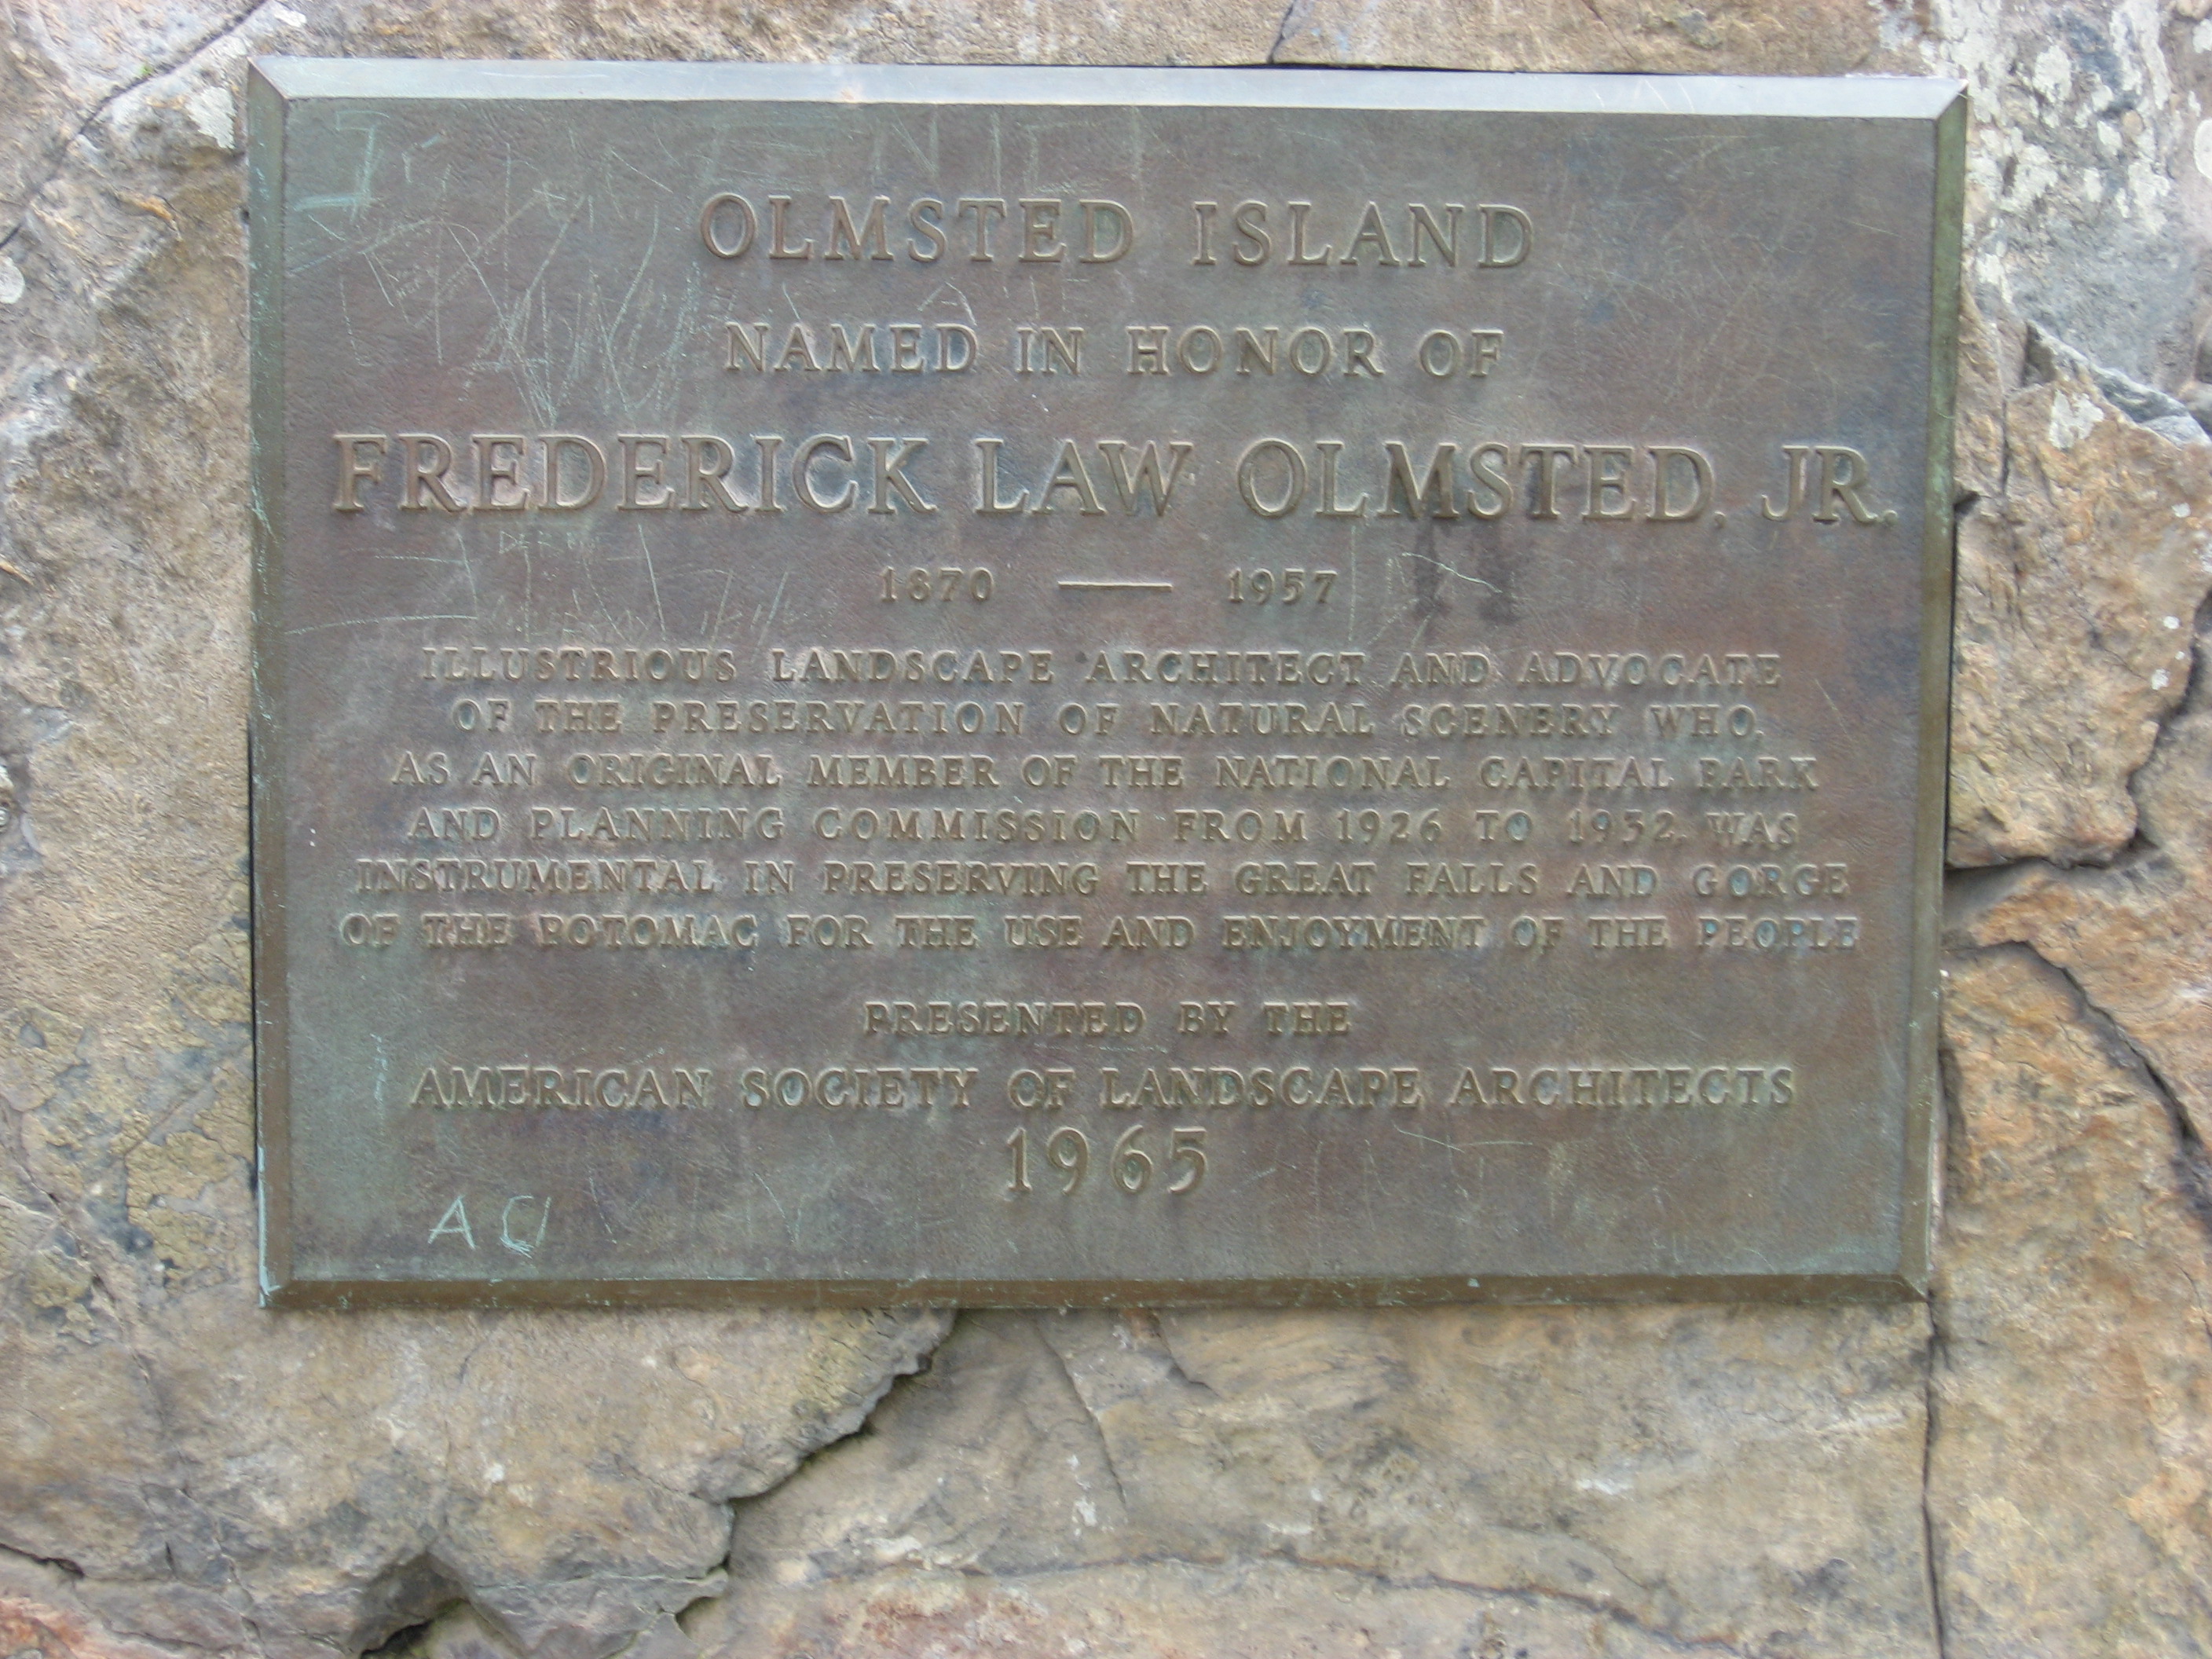 OLMSTED ISLAND
NAMED IN HONOR OF
FREDERICK LAW OLMSTED, JR.
1870 — 1957
ILLUSTRIOUS LANDSCAPE ARCHITECT AND ADVOCATE
OF THE PRESERVATION OF NATURAL SCENERY WHO,
AS AN ORIGINAL MEMBER OF THE NATIONAL CAPITAL PARK
AND PLANNING COMMISSION FROM 1926 TO 1932, WAS
INSTRUMENTAL IN PRESERVING THE GREAT FALLS AND GORGE
OF THE POTOMAC FOR THE USE AND ENJOYMENT OF THE PEOPLE
PRESENTED BY THE
AMERICAN SOCIETY OF LANDSCAPE ARCHITECTS
1965